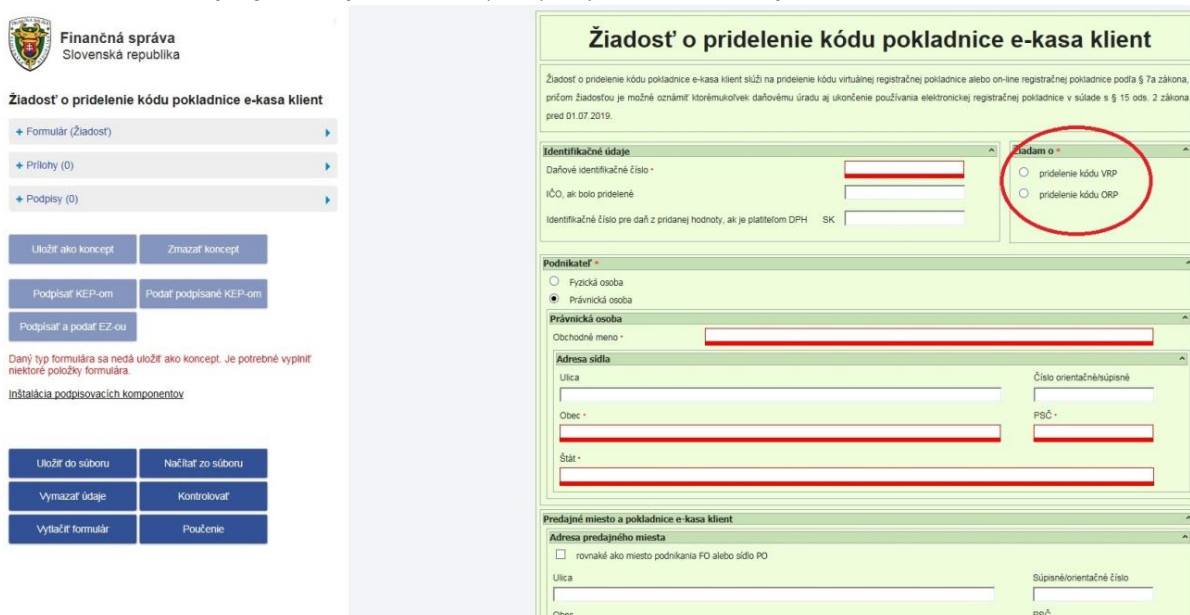 Finančná správa
Slovenská republika
Žiadosť o pridelenie kódu pokladnice e-kasa klient
+ Formulár (Žiadosť)
+ Prílohy (0)
+ Podpisy (0)
Uložiť ako koncept
Zmazať koncept
Podpísať KEP-om
Podať podpísané KEP-om
Podpísať a podať EZ-ou
Daný typ formulára sa nedá uložiť ako koncept. Je potrebné vyplniť
niektoré položky formulára.
Inštalácia podpisovacích komponentov
Uložiť do súboru
Načítať zo súboru
Vymazať údaje
Kontrolovať
Vytlačiť formulár
Poučenie
Žiadosť o pridelenie kódu pokladnice e-kasa klient
Žiadosť o pridelenie kódu pokladnice e-kasa klient slúži na pridelenie kódu virtuálnej registračnej pokladnice alebo on-line registračnej pokladnice podľa § 7a zákona,
pričom žiadosťou je možné oznámiť ktorémukoľvek daňovému úradu aj ukončenie používania elektronickej registračnej pokladnice v súlade s § 15 ods. 2 zákona
pred 01.07.2019.
Identifikačné údaje
Daňové identifikačné číslo •
IČO, ak bolo pridelené
Identifikačné číslo pre daň z pridanej hodnoty, ak je platiteľom DPH SK
Žiadam o •
pridelenie kódu VRP
pridelenie kódu ORP
Podnikateľ •
Fyzická osoba
Právnická osoba
Právnická osoba
Obchodné meno •
Adresa sídla
Ulica
Číslo orientačné/súpisné
Obec •
PSČ •
Štát •
Predajné miesto a pokladnice e-kasa klient
Adresa predajného miesta
rovnaké ako miesto podnikania FO alebo sídlo PO
Ulica
Súpisné/orientačné číslo
Obec
PSČ